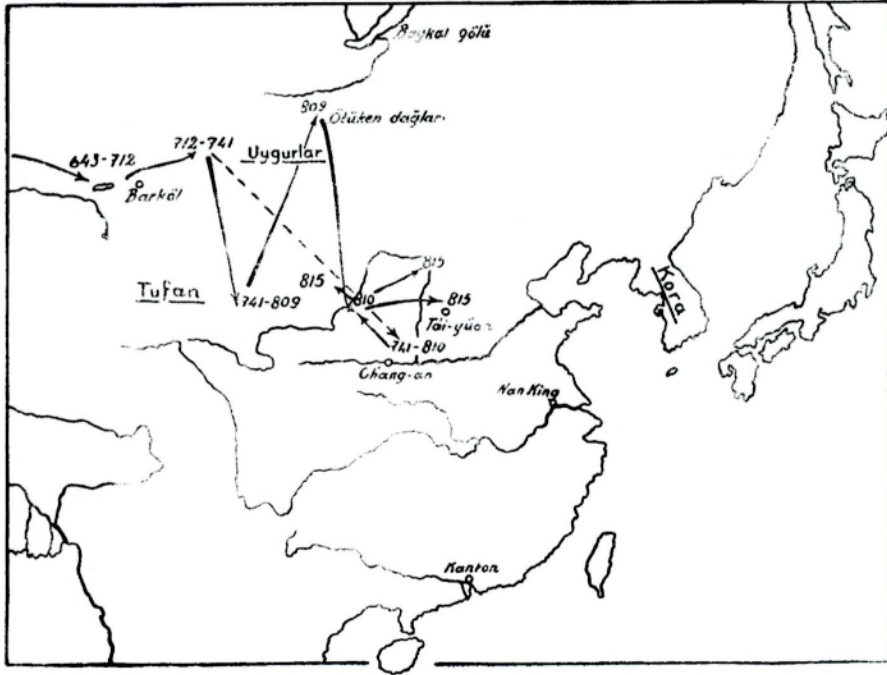 Baykal gölü
809
Ötüken dağları
712-741
Uygurlar
643-712
Barköl
815
815
Tufan
741-809
810
815
Tai-yüan
Kora
741-810
Chang-an
Nan King
Kanton